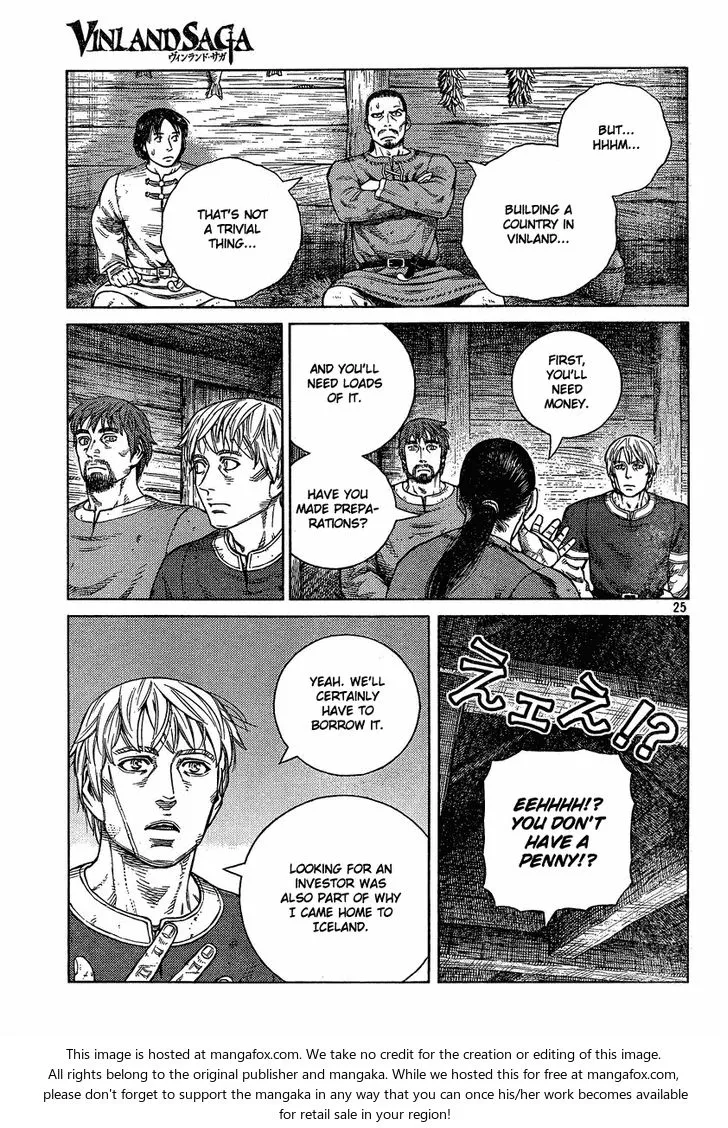 VINLAND SAGA
ヴィンランド・サガ
BUT...
HHHM...
BUILDING A
COUNTRY IN
VINLAND...
THAT'S NOT
A TRIVIAL
THING...
FIRST,
YOU'LL
NEED
MONEY.
AND YOU'LL
NEED LOADS
OF IT.
HAVE YOU
MADE PREPA-
RATIONS?
25
えェえ!?
EEHHHH!?
YOU DON'T
HAVE A
PENNY!?
YEAH. WE'LL
CERTAINLY
HAVE TO
BORROW IT.
LOOKING FOR AN
INVESTOR WAS
ALSO PART OF WHY
I CAME HOME TO
ICELAND.
This image is hosted at mangafox.com. We take no credit for the creation or editing of this image.
All rights belong to the original publisher and mangaka. While we hosted this for free at mangafox.com,
please don't forget to support the mangaka in any way that you can once his/her work becomes available
for retail sale in your region!